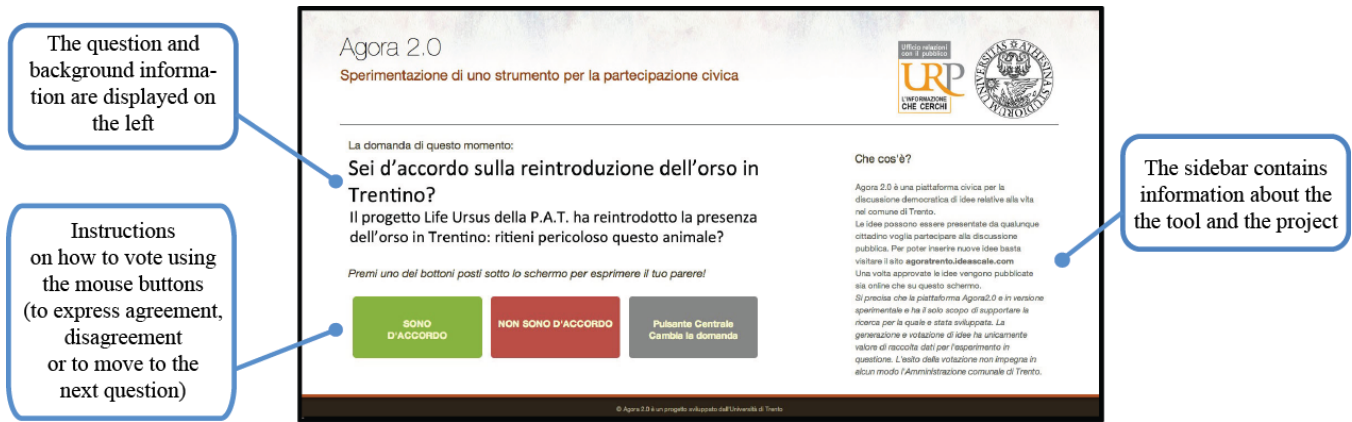 The question and
background informa-
tion are displayed on
the left
Instructions
on how to vote using
the mouse buttons
(to express agreement,
disagreement
or to move to the
next question)
Agora 2.0
Sperimentazione di uno strumento per la partecipazione civica
Ufficio relazioni
con il pubblico
URP
L'INFORMAZIONE
CHE CERCHI
UNIVERSITAS ATHESINA
STUDIORUM
La domanda di questo momento:
Sei d'accordo sulla reintroduzione dell'orso in
Trentino?
Il progetto Life Ursus della P.A.T. ha reintrodotto la presenza
dell'orso in Trentino: ritieni pericoloso questo animale?
Premi uno dei bottoni posti sotto lo schermo per esprimere il tuo parere!
SONO
D'ACCORDO
NON SONO D'ACCORDO
Pulsante Centrale
Cambia la domanda
Che cos'è?
Agora 2.0 è una piattaforma civica per la
discussione democratica di idee relative alla vita
nel comune di Trento.
Le idee possono essere presentate da qualunque
cittadino voglia partecipare alla discussione
pubblica. Per poter inserire nuove idee basta
visitare il sito agoratrento.ideascale.com
Una volta approvate le idee vengono pubblicate
sia online che su questo schermo.
Si precisa che la piattaforma Agora2.0 e in versione
sperimentale e ha il solo scopo di supportare la
ricerca per la quale e stata sviluppata. La
generazione e votazione di idee ha unicamente
valore di raccolta dati per l'esperimento in
questione. L'esito della votazione non impegna in
alcun modo l'Amministrazione comunale di Trento.
© Agora 2.0 è un progetto sviluppato dall'Università di Trento
The sidebar contains
information about the
the tool and the project